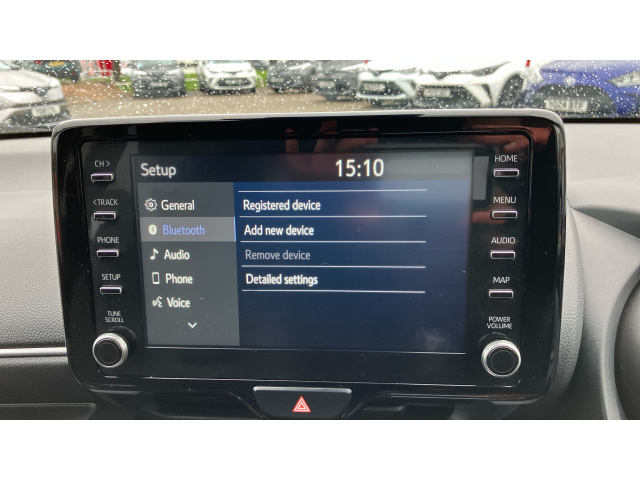 CH >
< TRACK
PHONE
SETUP
TUNE
SCROLL
Setup
15:10
General
Bluetooth
Audio
Phone
Voice
Registered device
Add new device
Remove device
Detailed settings
HOME
MENU
AUDIO
MAP
POWER
VOLUME